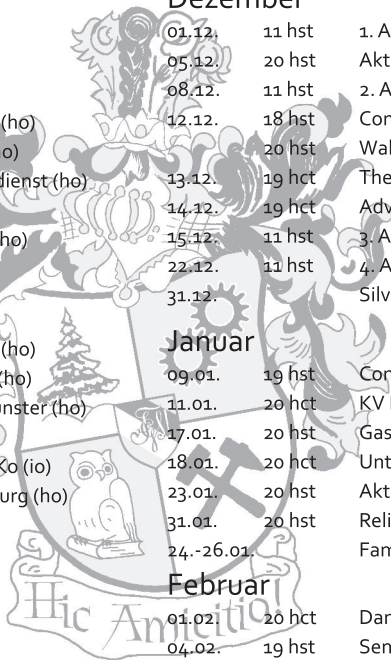 Dezember
01.12. 11 hst 1. A
05.12. 20 hst Akt
08.12. 11 hst 2. A
(ho) 12.12. 18 hst Con
o) 20 hst Wal
dienst (ho) 13.12. 19 hct The
14.12. 19 hct Adv
ho) 15.12. 11 hst 3. A
22.12. 11 hst 4. A
31.12. Silv
(ho) Januar
(ho) 09.01. 19 hst Con
ünster (ho) 11.01. 20 hct KV
17.01. 20 hst Gas
Ko (io) 18.01. 20 hct Unt
burg (ho) 23.01. 20 hst Akt
31.01. 20 hst Reli
24.-26.01. Fam
Februar
Hic Amicitio!
01.02. 20 hct Dan
04.02. 19 hst Sen